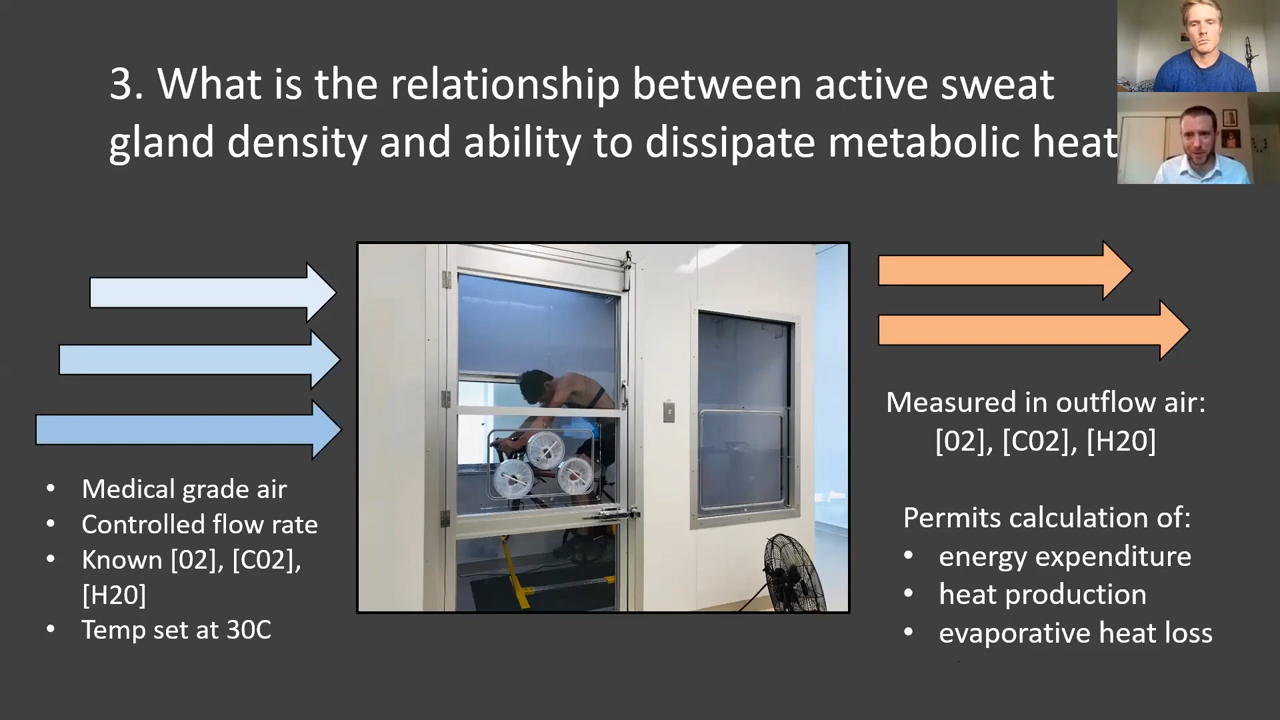 3. What is the relationship between active sweat
gland density and ability to dissipate metabolic heat
• Medical grade air
• Controlled flow rate
• Known [02], [C02],
[H20]
• Temp set at 30C
Measured in outflow air:
[02], [C02], [H20]
Permits calculation of:
• energy expenditure
• heat production
• evaporative heat loss